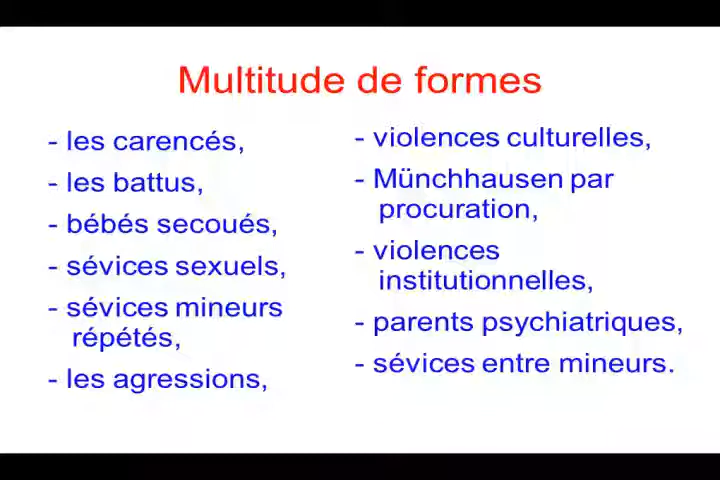 Multitude de formes
- les carencés,
- les battus,
- bébés secoués,
- sévices sexuels,
- sévices mineurs
répétés,
- les agressions,
- violences culturelles,
- Münchhausen par
procuration,
- violences
institutionnelles,
- parents psychiatriques,
- sévices entre mineurs.